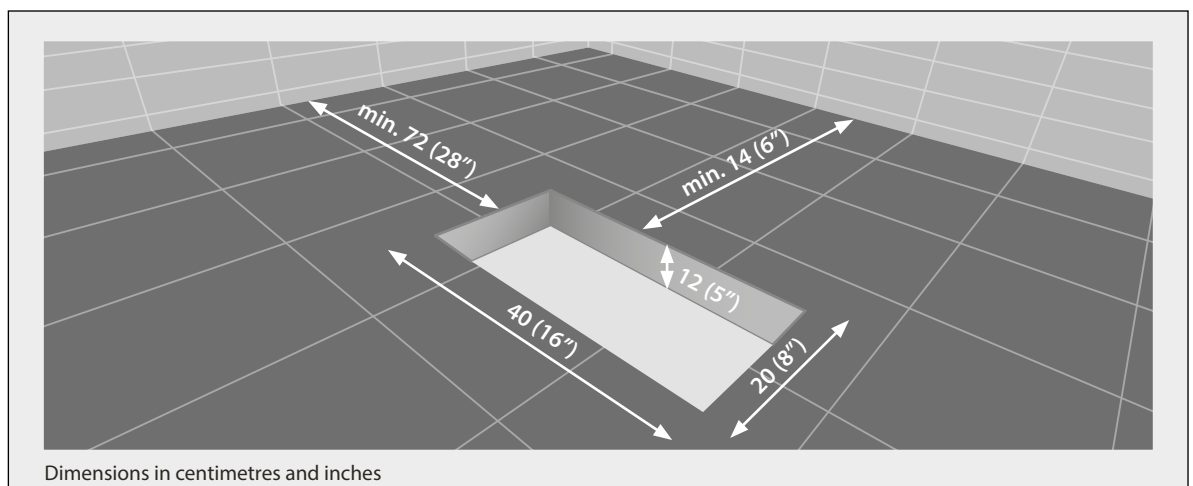 min. 72 (28″)
min. 14 (6″)
12 (5″)
40 (16″)
20 (8″)
Dimensions in centimetres and inches